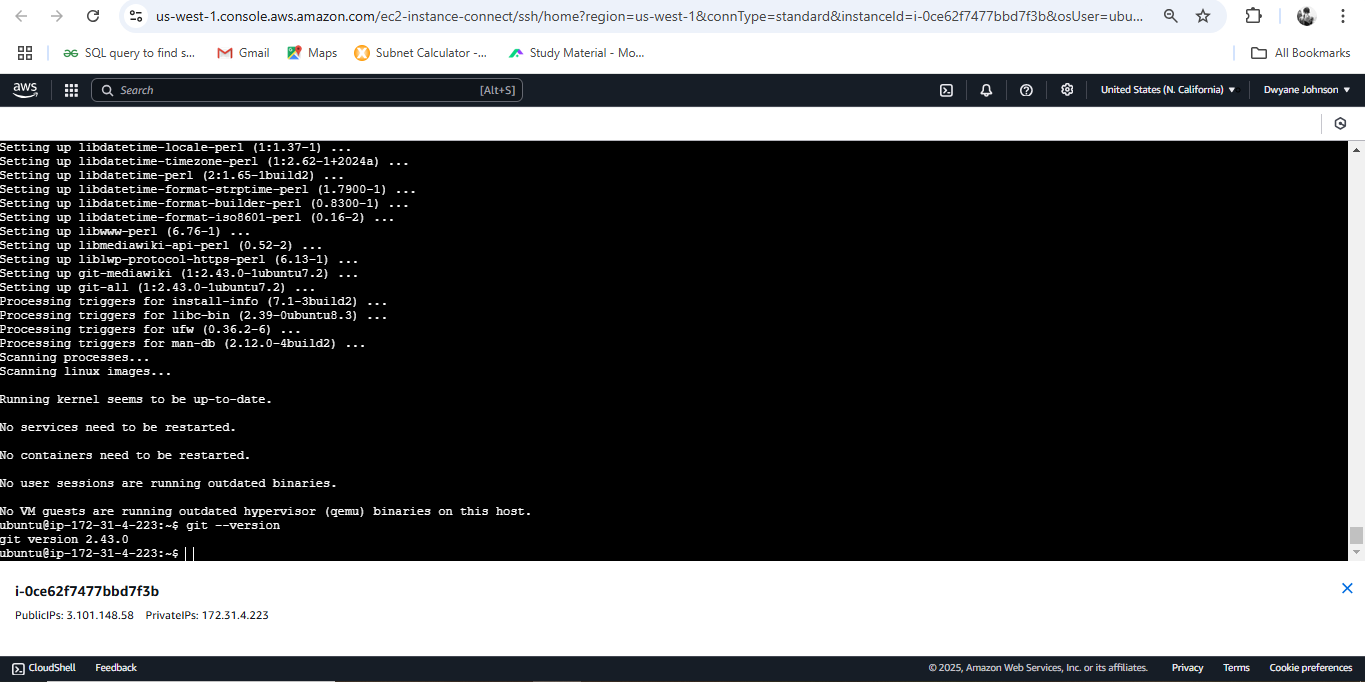 us-west-1.console.aws.amazon.com/ec2-instance-connect/ssh/home?region=us-west-1&connType=standard&instanceId=i-0ce62f7477bbd7f3b&osUser=ubu...
SQL query to find s... Gmail Maps Subnet Calculator -... Study Material - Mo... All Bookmarks
aws Search [Alt+S] United States (N. California) Dwyane Johnson
Setting up libdatetime-locale-perl (1:1.37-1) ...
Setting up libdatetime-timezone-perl (1:2.62-1+2024a) ...
Setting up libdatetime-perl (2:1.65-1build2) ...
Setting up libdatetime-format-strptime-perl (1.7900-1) ...
Setting up libdatetime-format-builder-perl (0.8300-1) ...
Setting up libdatetime-format-iso8601-perl (0.16-2) ...
Setting up libwww-perl (6.76-1) ...
Setting up libmediawiki-api-perl (0.52-2) ...
Setting up liblwp-protocol-https-perl (6.13-1) ...
Setting up git-mediawiki (1:2.43.0-1ubuntu7.2) ...
Setting up git-all (1:2.43.0-1ubuntu7.2) ...
Processing triggers for install-info (7.1-3build2) ...
Processing triggers for libc-bin (2.39-0ubuntu8.3) ...
Processing triggers for ufw (0.36.2-6) ...
Processing triggers for man-db (2.12.0-4build2) ...
Scanning processes...
Scanning linux images...
Running kernel seems to be up-to-date.
No services need to be restarted.
No containers need to be restarted.
No user sessions are running outdated binaries.
No VM guests are running outdated hypervisor (qemu) binaries on this host.
ubuntu@ip-172-31-4-223:~$ git --version
git version 2.43.0
ubuntu@ip-172-31-4-223:~$
i-0ce62f7477bbd7f3b
PublicIPs: 3.101.148.58 PrivateIPs: 172.31.4.223
CloudShell Feedback © 2025, Amazon Web Services, Inc. or its affiliates. Privacy Terms Cookie preferences